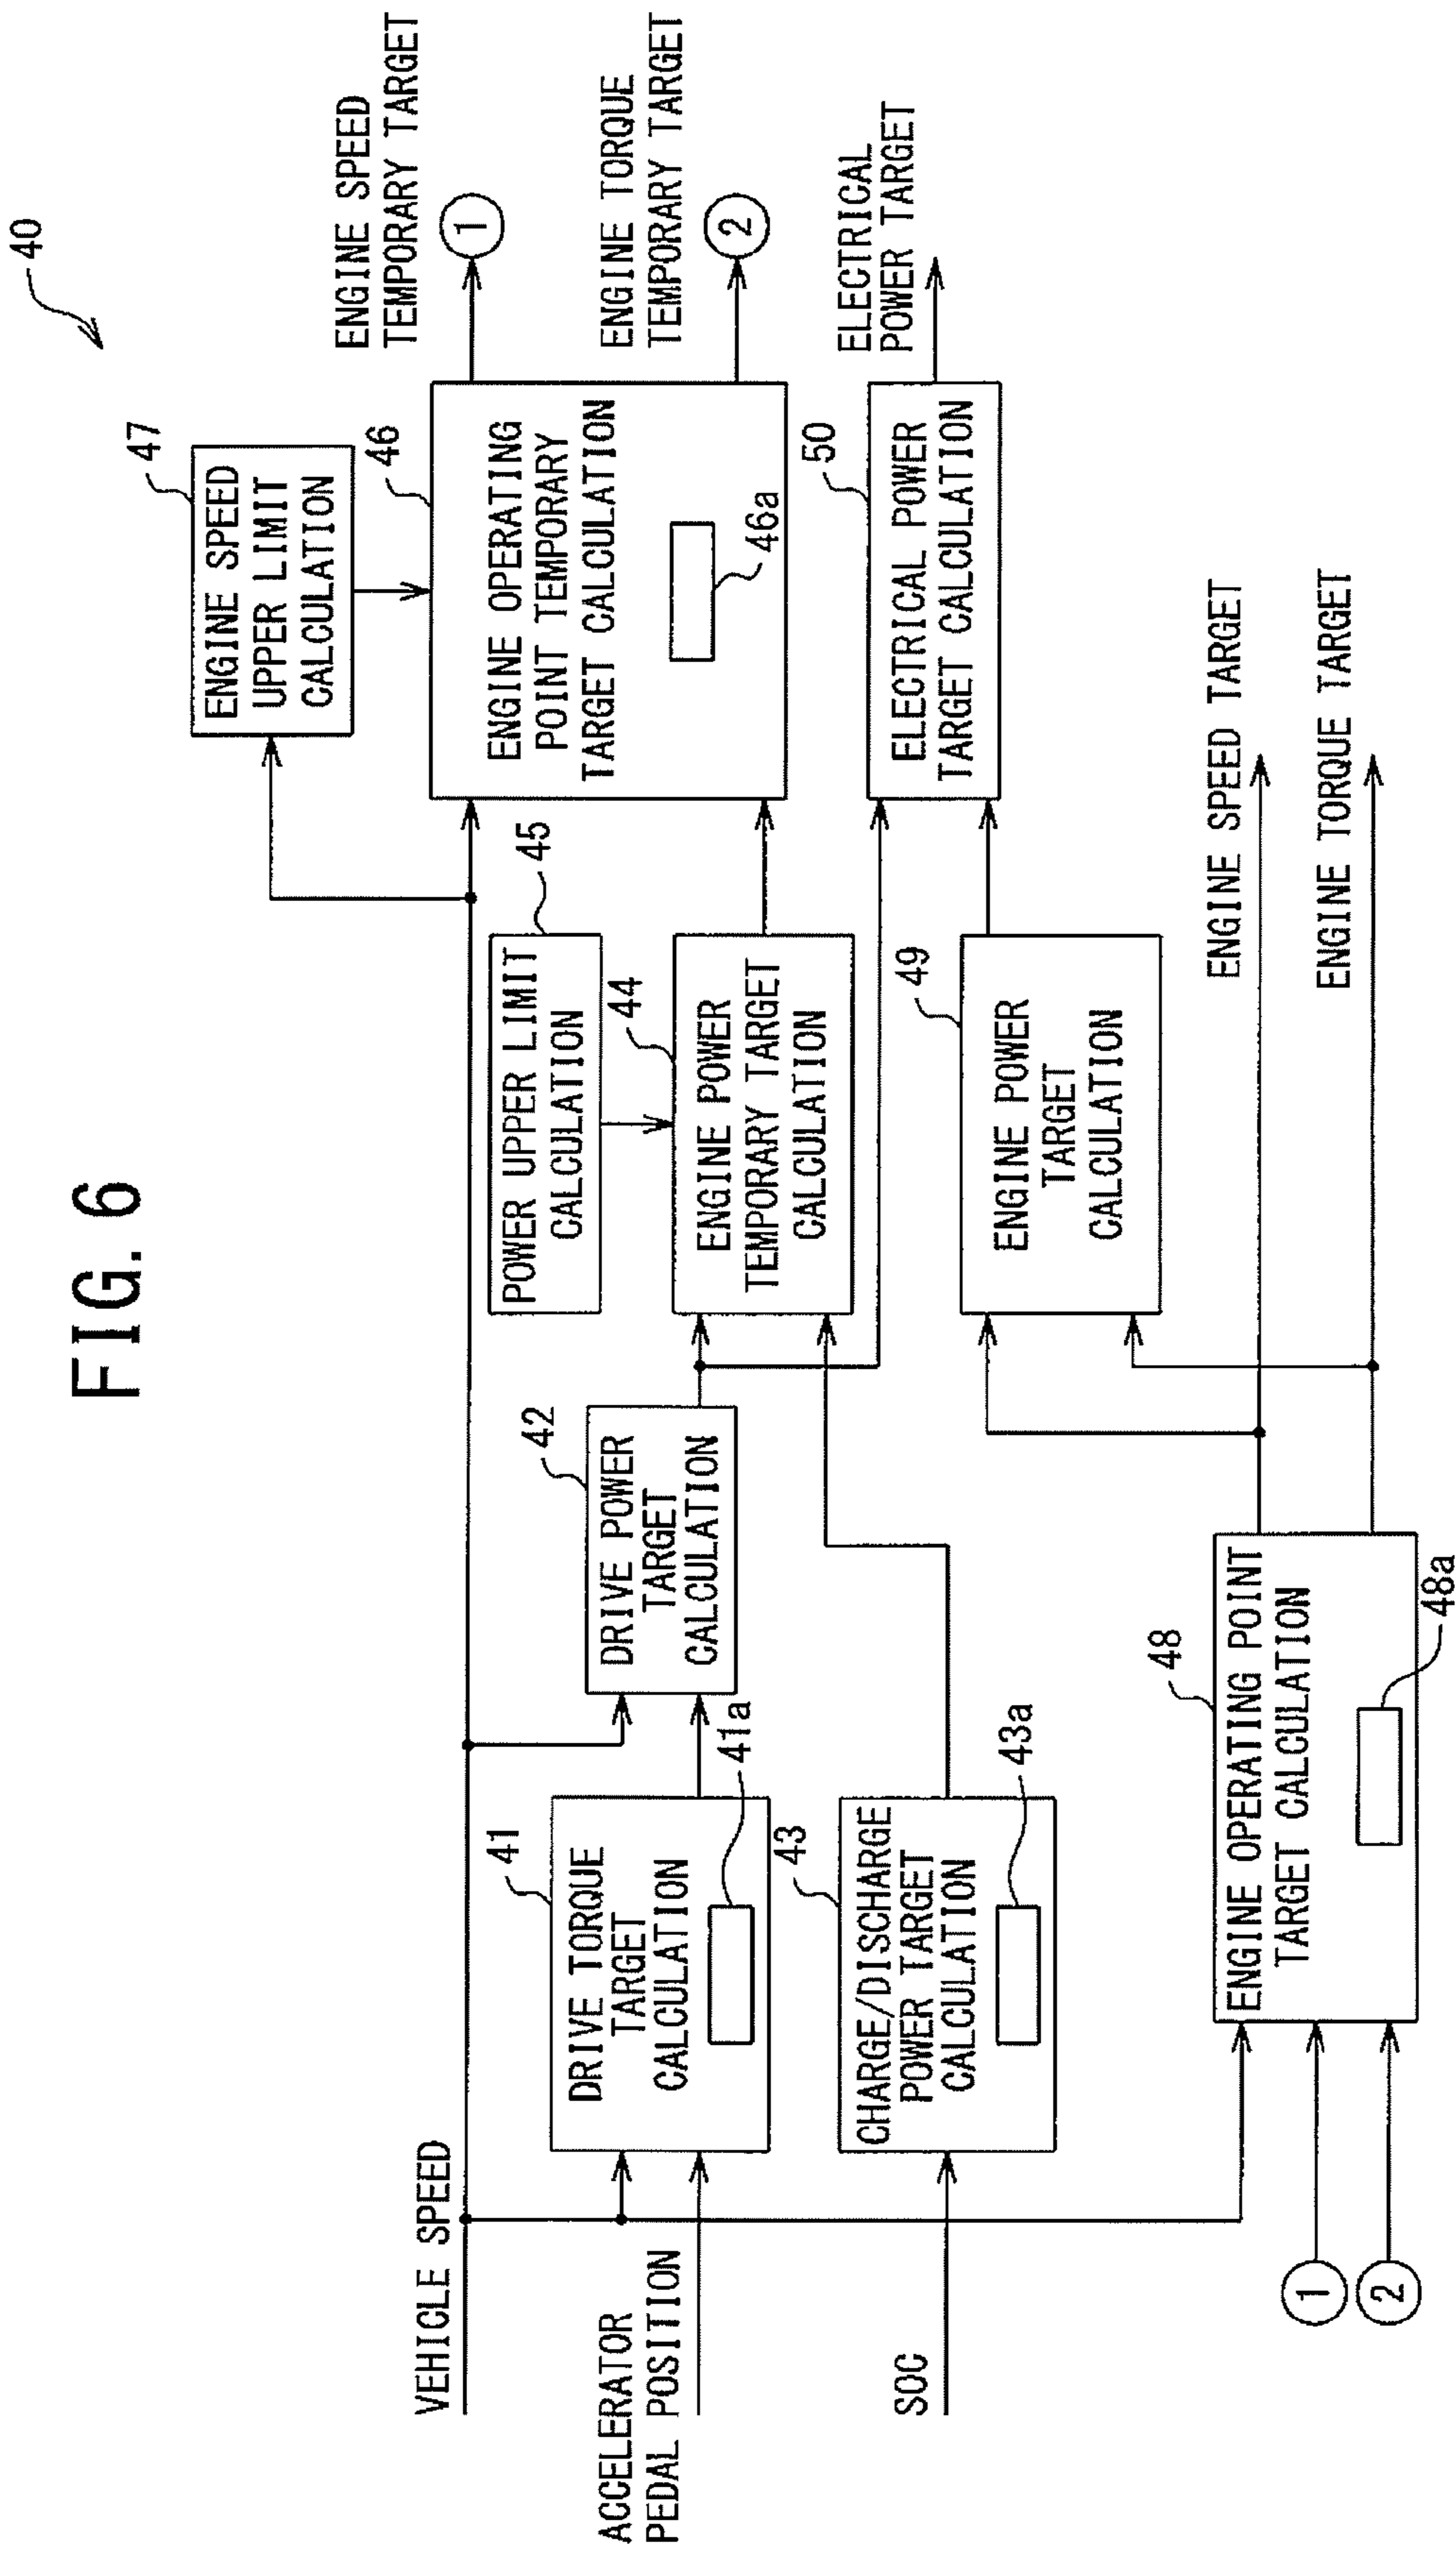 FIG. 6
40
VEHICLE SPEED
ACCELERATOR
PEDAL POSITION
SOC
41
DRIVE TORQUE
TARGET
CALCULATION
41a
42
DRIVE POWER
TARGET
CALCULATION
43
CHARGE/DISCHARGE
POWER TARGET
CALCULATION
43a
45
POWER UPPER LIMIT
CALCULATION
44
ENGINE POWER
TEMPORARY TARGET
CALCULATION
47
ENGINE SPEED
UPPER LIMIT
CALCULATION
46
ENGINE OPERATING
POINT TEMPORARY
TARGET CALCULATION
46a
ENGINE SPEED
TEMPORARY TARGET
1
ENGINE TORQUE
TEMPORARY TARGET
2
50
ELECTRICAL POWER
TARGET CALCULATION
ELECTRICAL
POWER TARGET
49
ENGINE POWER
TARGET
CALCULATION
1
2
48
ENGINE OPERATING POINT
TARGET CALCULATION
48a
ENGINE SPEED TARGET
ENGINE TORQUE TARGET